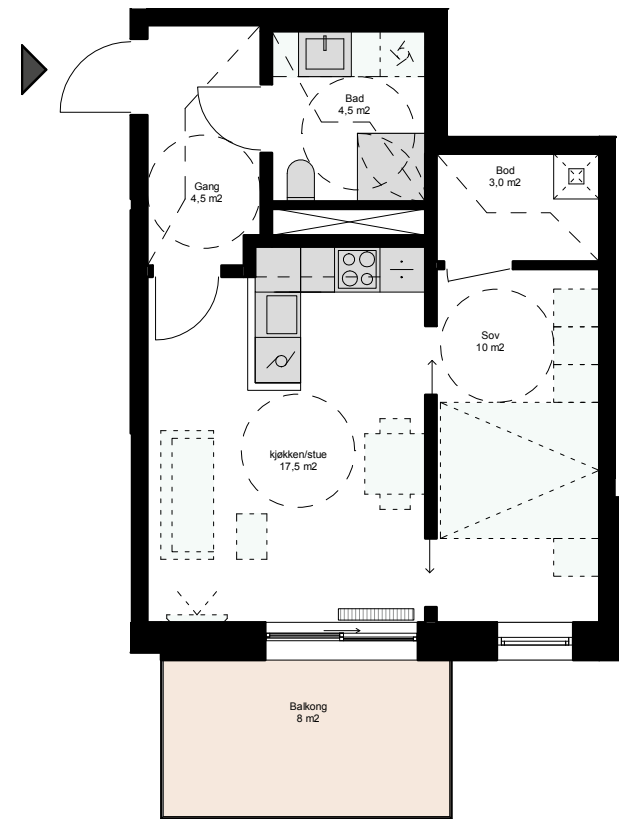 Bad
4,5 m2
Bod
3,0 m2
Gang
4,5 m2
Sov
10 m2
kjøkken/stue
17,5 m2
Balkong
8 m2